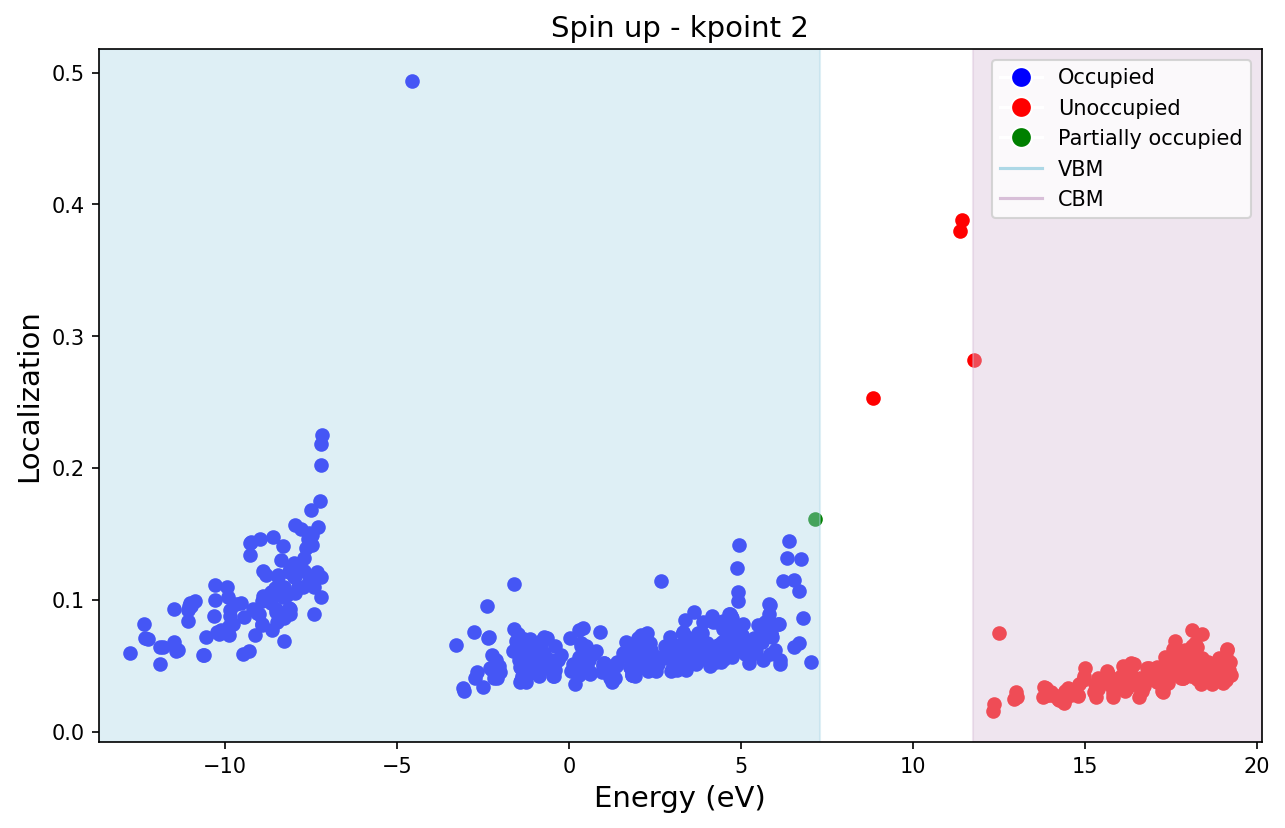 Spin up - kpoint 2
Localization
0.5
0.4
0.3
0.2
0.1
0.0
Occupied
Unoccupied
Partially occupied
VBM
CBM
−10
−5
0
5
10
15
20
Energy (eV)